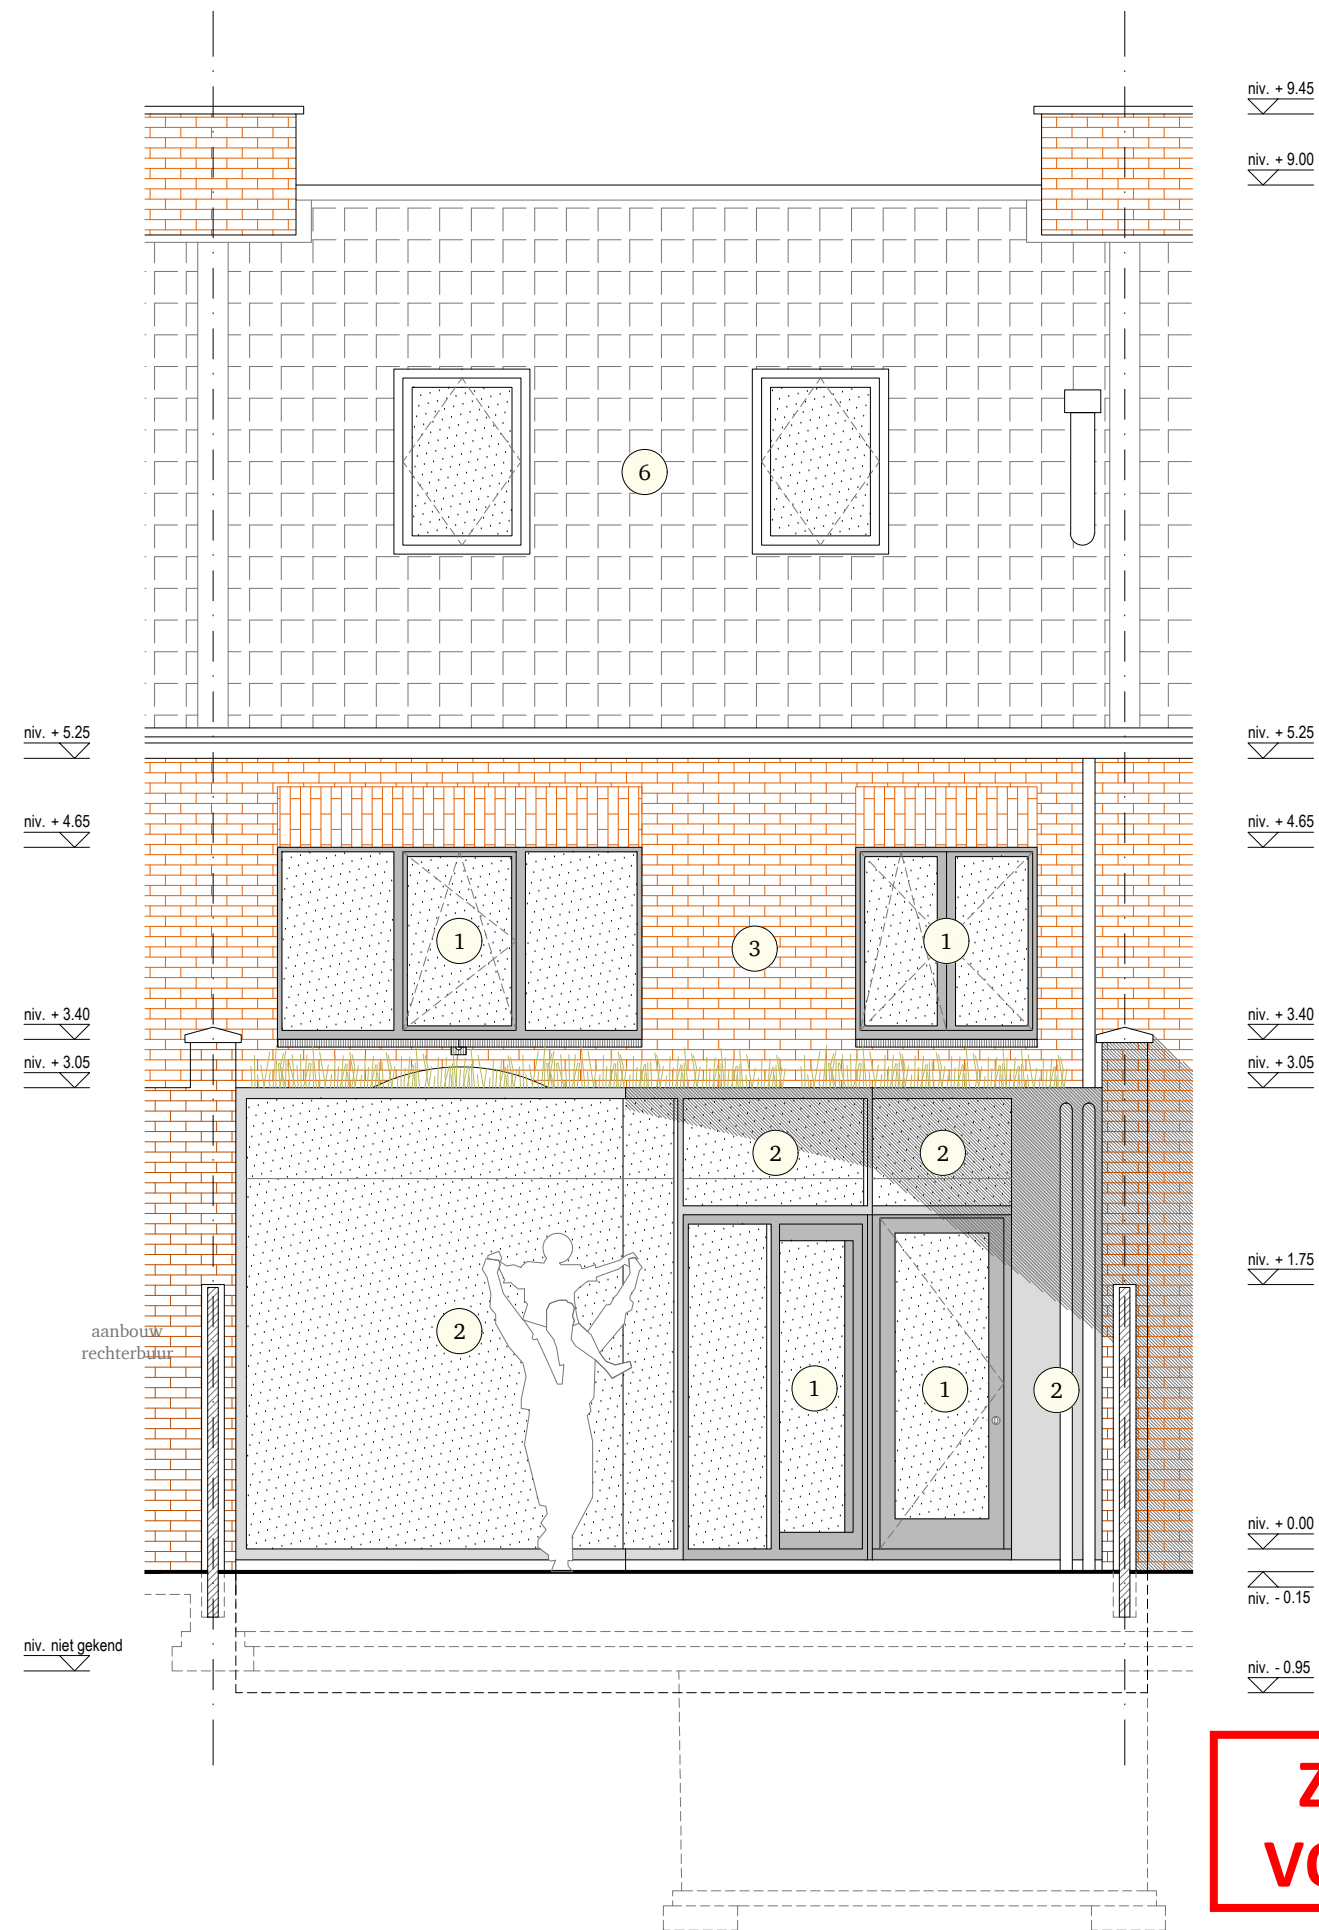 niv. + 9.45
niv. + 9.00
6
niv. + 5.25
niv. + 5.25
niv. + 4.65
niv. + 4.65
1
3
1
niv. + 3.40
niv. + 3.40
niv. + 3.05
niv. + 3.05
2
2
niv. + 1.75
aanbouw
rechterbuur
2
1
1
2
niv. + 0.00
niv. - 0.15
niv. niet gekend
niv. - 0.95